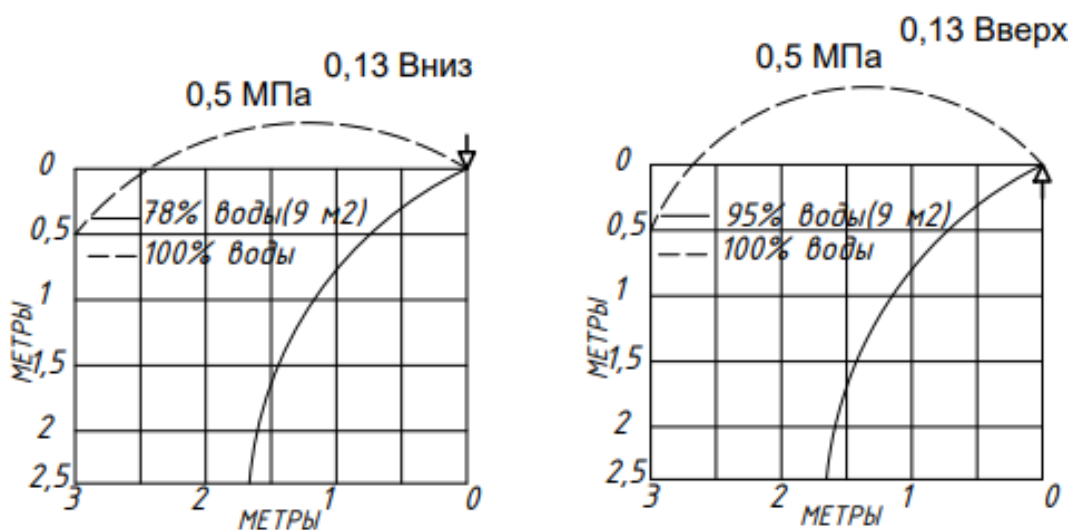 0,13 Вниз
0,5 МПа
0
0,5
1
1,5
2
2,5
МЕТРЫ
78% воды(9 м2)
100% воды
3
2
1
0
МЕТРЫ
0,13 Вверх
0,5 МПа
0
0,5
1
1,5
2
2,5
МЕТРЫ
95% воды(9 м2)
100% воды
3
2
1
0
МЕТРЫ